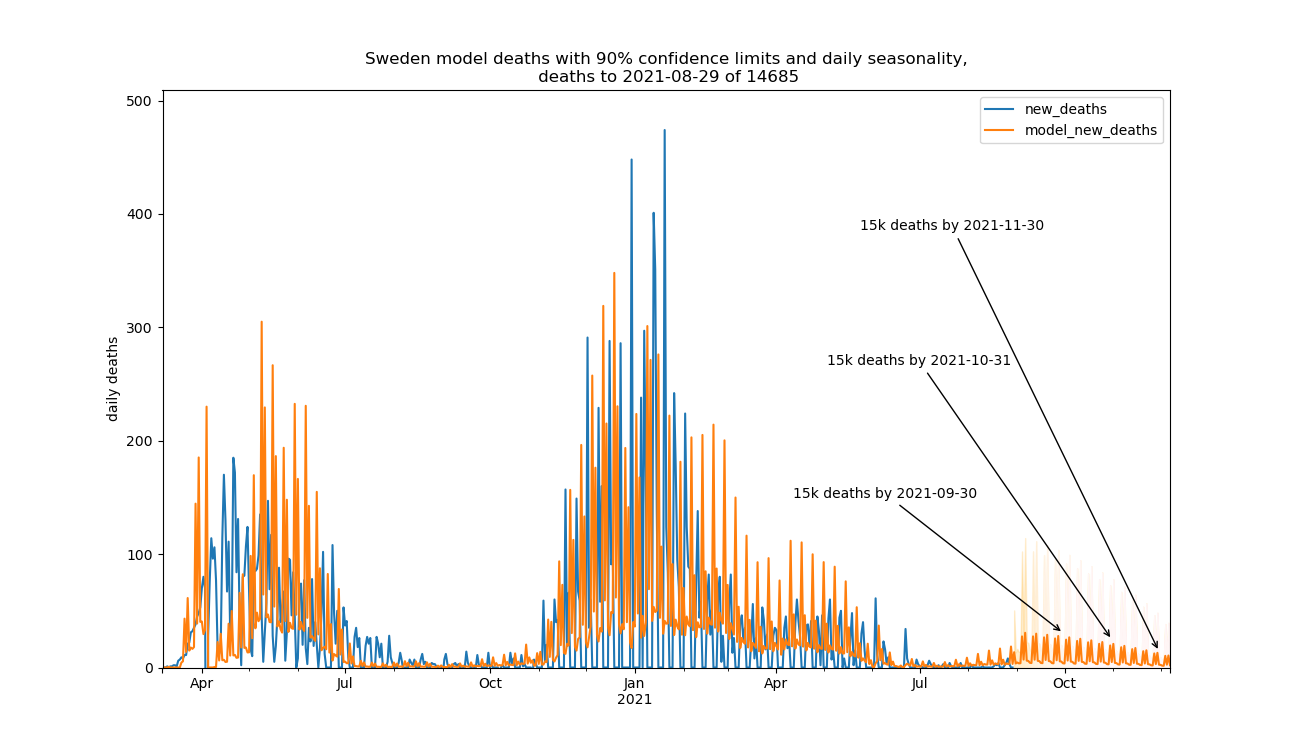 Sweden model deaths with 90% confidence limits and daily seasonality,
deaths to 2021-08-29 of 14685
new_deaths
model_new_deaths
500
400
300
200
100
0
daily deaths
15k deaths by 2021-11-30
15k deaths by 2021-10-31
15k deaths by 2021-09-30
Apr Jul Oct Jan Apr Jul Oct
2021